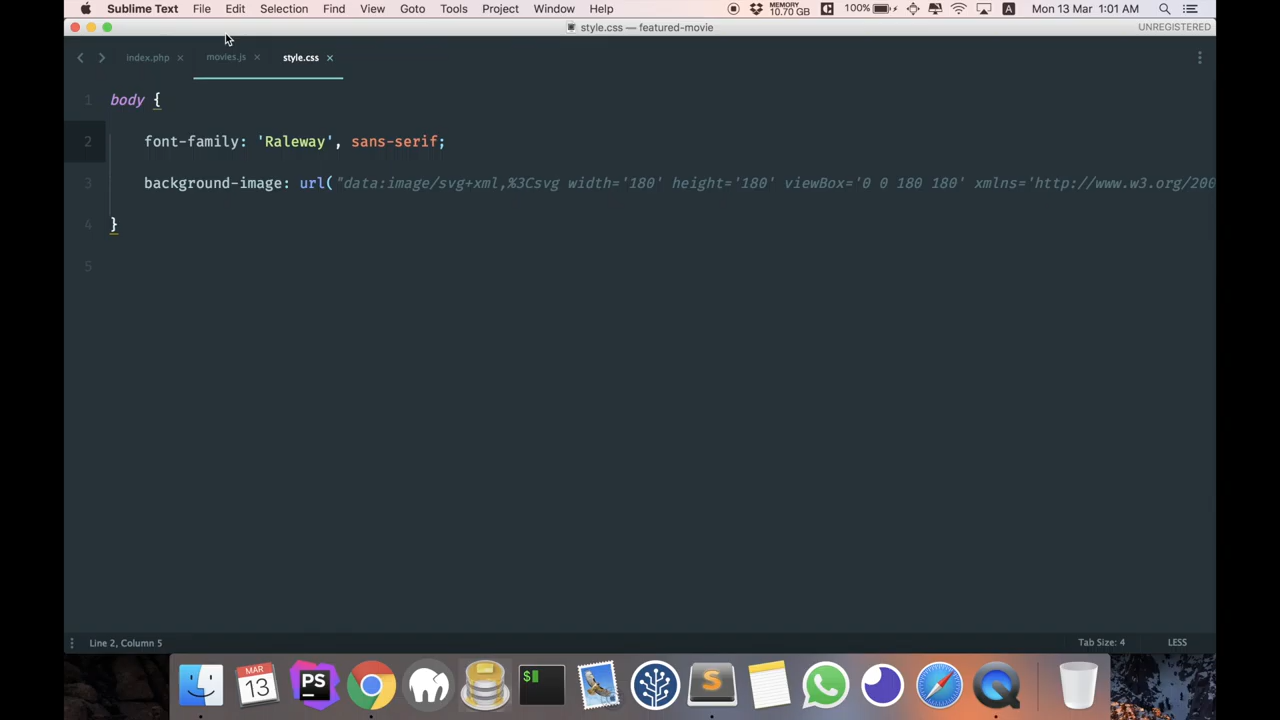 Sublime Text File Edit Selection Find View Goto Tools Project Window Help MEMORY 10.70 GB 100% A Mon 13 Mar 1:01 AM
style.css — featured-movie UNREGISTERED
index.php × movies.js × style.css ×
1 body {
2 font-family: 'Raleway', sans-serif;
3 background-image: url("data:image/svg+xml,%3Csvg width='180' height='180' viewBox='0 0 180 180' xmlns='http://www.w3.org/200
4 }
5
Line 2, Column 5 Tab Size: 4 LESS
MAR
13
PS
$
S